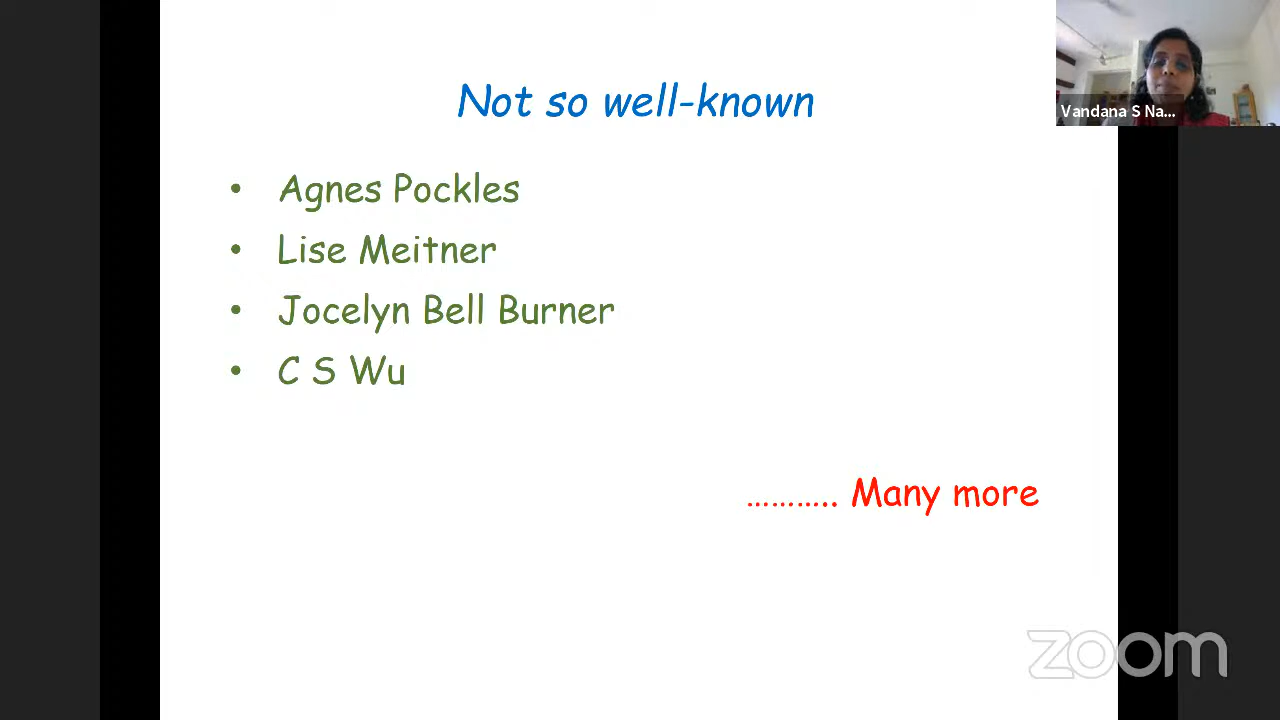 Not so well-known
Vandana S Na...
• Agnes Pockles
• Lise Meitner
• Jocelyn Bell Burner
• C S Wu
……….. Many more
zoom